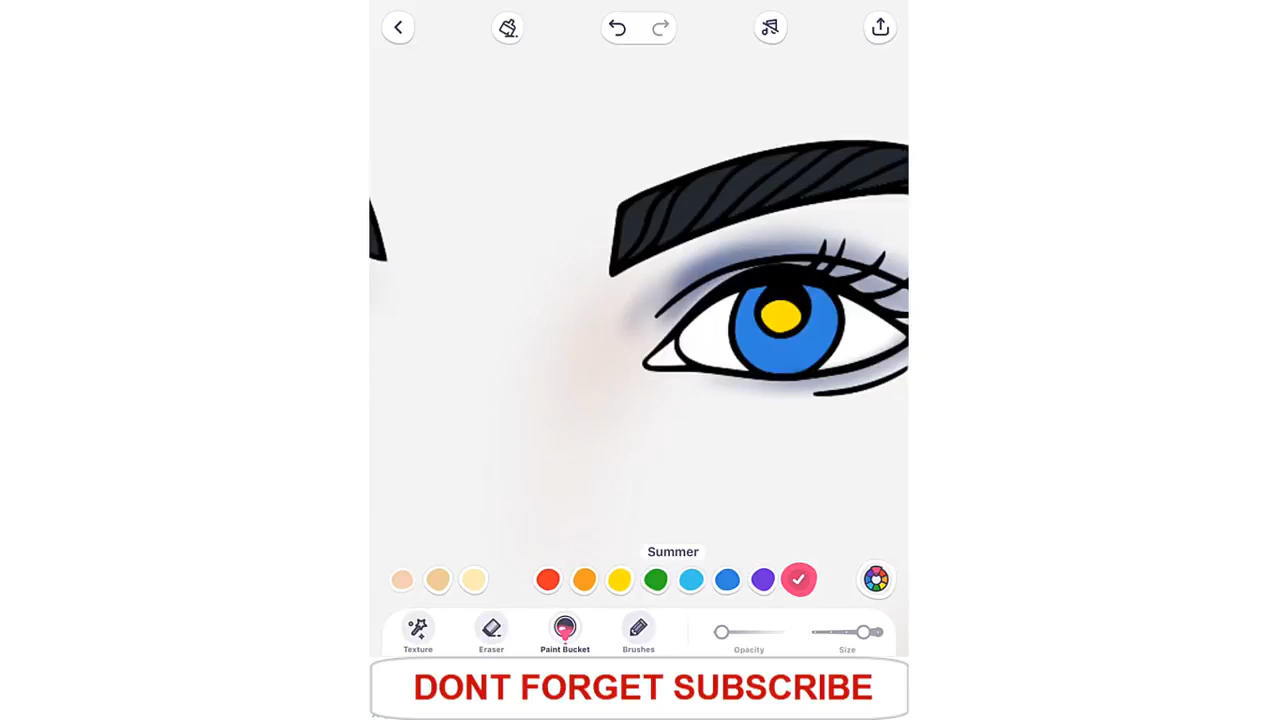 Summer
Texture
Eraser
Paint Bucket
Brushes
Opacity
Size
DONT FORGET SUBSCRIBE